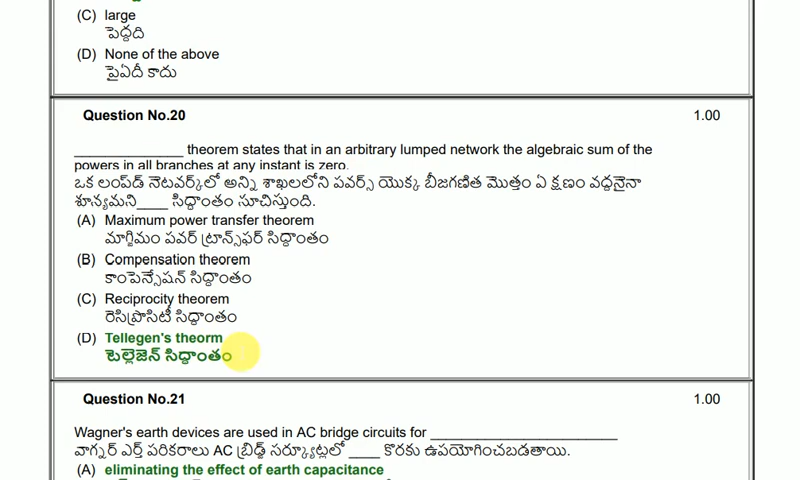 (C) large
పెద్దది
(D) None of the above
పైఏదీ కాదు
Question No.20 1.00
______________ theorem states that in an arbitrary lumped network the algebraic sum of the
powers in all branches at any instant is zero.
ఒక లంప్‌డ్ నెటవర్క్‌లో అన్ని శాఖలలోని పవర్స్ యొక్క బీజగణిత మొత్తం ఏ క్షణం వద్దనైనా
శూన్యమని____ సిద్ధాంతం సూచిస్తుంది.
(A) Maximum power transfer theorem
మాగ్జిమం పవర్ ట్రాన్స్‌ఫర్ సిద్ధాంతం
(B) Compensation theorem
కాంపెన్సేషన్ సిద్ధాంతం
(C) Reciprocity theorem
రెసిప్రొసిటీ సిద్ధాంతం
(D) Tellegen's theorm
టెల్లెజెన్ సిద్ధాంతం
Question No.21 1.00
Wagner's earth devices are used in AC bridge circuits for ________________________
వాగ్నర్ ఎర్త్ పరికరాలు AC బ్రిడ్జ్ సర్క్యూట్లలో ____ కొరకు ఉపయోగించబడతాయి.
(A) eliminating the effect of earth capacitance